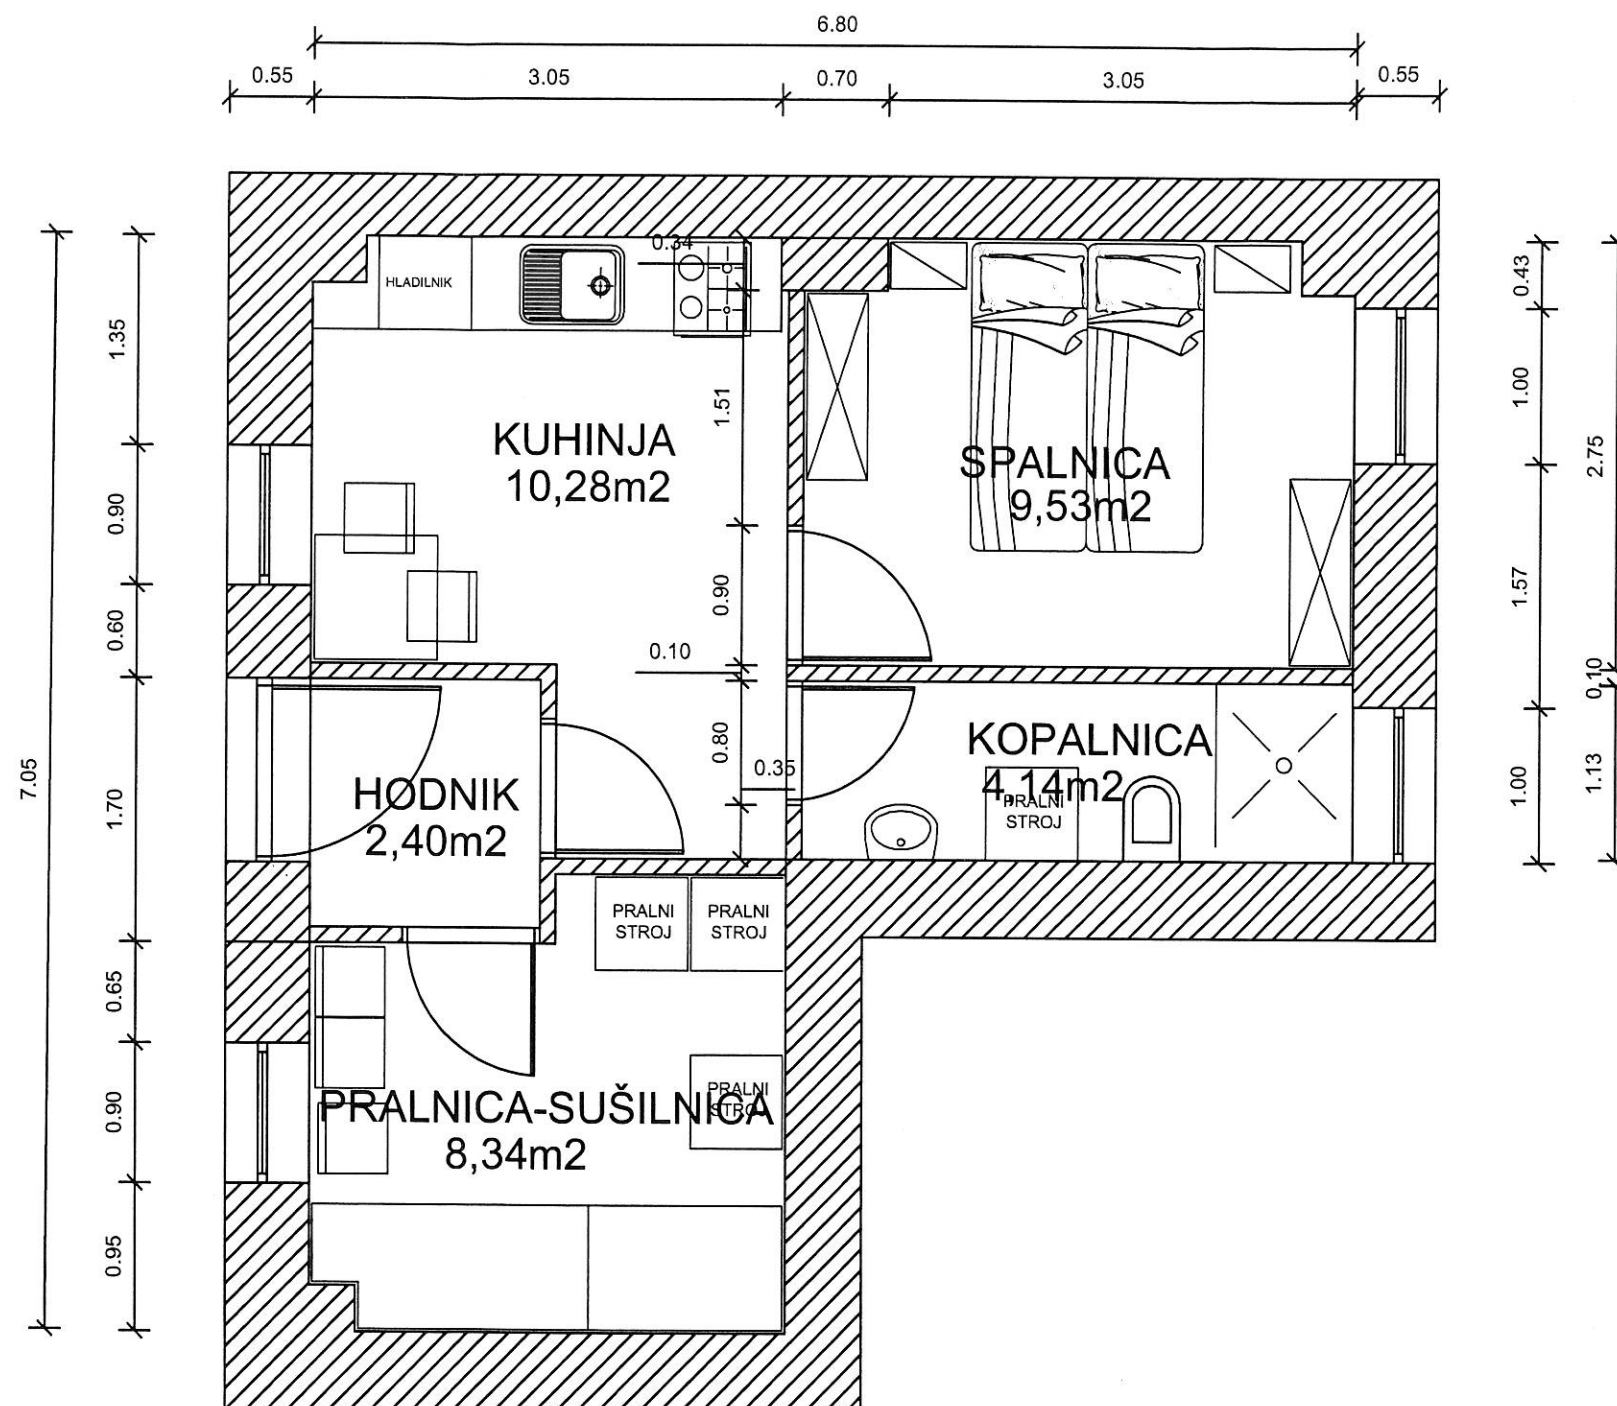 6.80
0.55
3.05
0.70
3.05
0.55
0.34
HLADILNIK
0.43
1.35
1.00
1.51
2.75
KUHINJA
10,28m2
SPALNICA
9,53m2
0.90
0.60
0.90
1.57
0.10
0.10
7.05
1.70
HODNIK
2,40m2
0.80
0.35
KOPALNICA
4,14m2
PRALNI
STROJ
1.00
1.13
PRALNI
STROJ
PRALNI
STROJ
0.65
0.90
PRALNI
STROJ
PRALNICA-SUŠILNICA
8,34m2
0.95